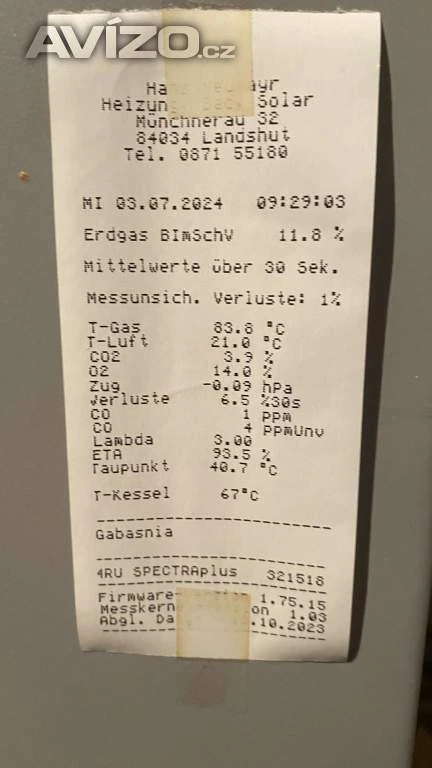 AVÍZO.cz
Heizung Solar
Münchnerau 32
84034 Landshut
Tel. 0871 55180
MI 03.07.2024 09:29:03
Erdgas BImSchV 11.8 %
Mittelwerte über 30 Sek.
Messunsich. Verluste: 1%
T-Gas 83.8 °C
T-Luft 21.0 °C
CO2 3.9 %
O2 14.0 %
Zug -0.09 hPa
Verluste 6.5 %30s
CO 1 ppm
CO 4 ppmUnv
Lambda 3.00
ETA 93.5 %
Taupunkt 40.7 °C
T-Kessel 67°C
Gabasnia
4RU SPECTRAplus 321518
Firmware- 1.75.15
Messkern on 1.03
Abgl. Da .10.2023